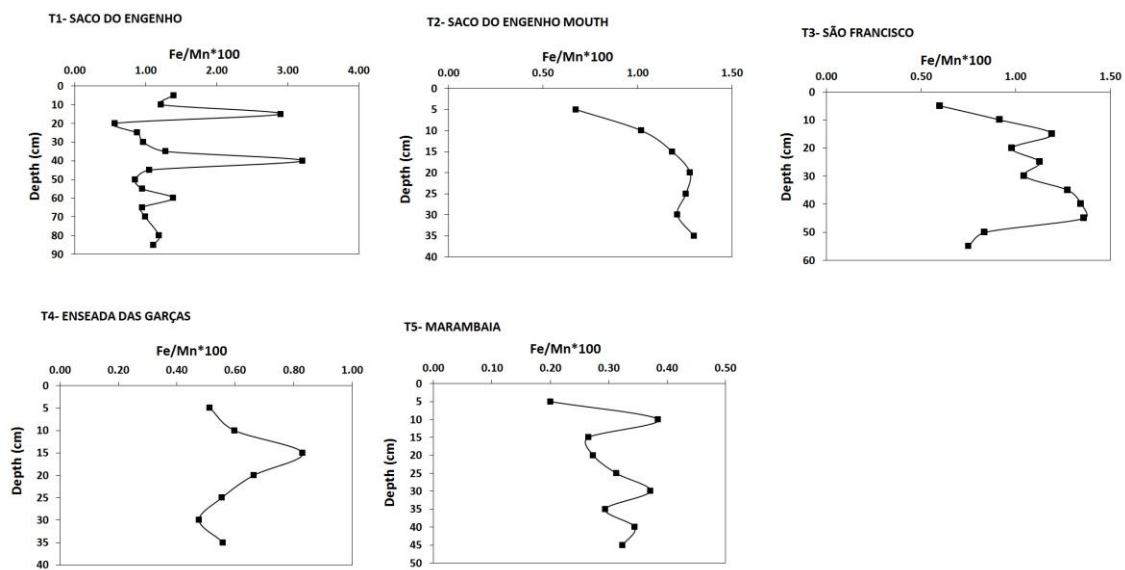 T1- SACO DO ENGENHO
Fe/Mn*100
0.00 1.00 2.00 3.00 4.00
0
10
20
30
40
50
60
70
80
90
Depth (cm)
T2- SACO DO ENGENHO MOUTH
Fe/Mn*100
0.00 0.50 1.00 1.50
0
5
10
15
20
25
30
35
40
Depth (cm)
T3- SÃO FRANCISCO
Fe/Mn*100
0.00 0.50 1.00 1.50
0
10
20
30
40
50
60
Depth (cm)
T4- ENSEADA DAS GARÇAS
Fe/Mn*100
0.00 0.20 0.40 0.60 0.80 1.00
0
5
10
15
20
25
30
35
40
Depth (cm)
T5- MARAMBAIA
Fe/Mn*100
0.00 0.10 0.20 0.30 0.40 0.50
0
5
10
15
20
25
30
35
40
45
50
Depth (cm)